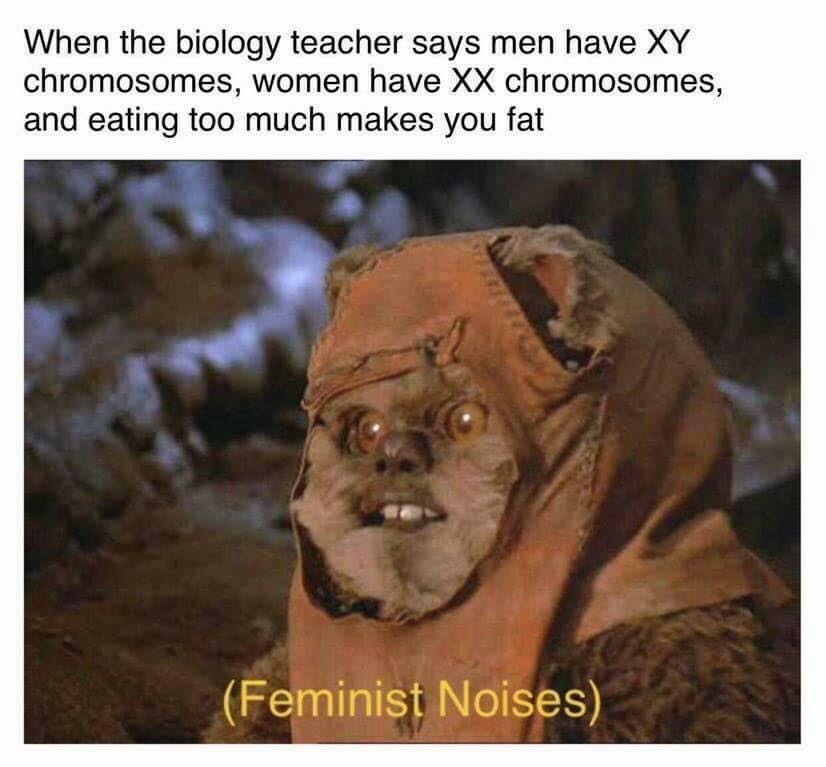 When the biology teacher says men have XY
chromosomes, women have XX chromosomes,
and eating too much makes you fat
(Feminist Noises)